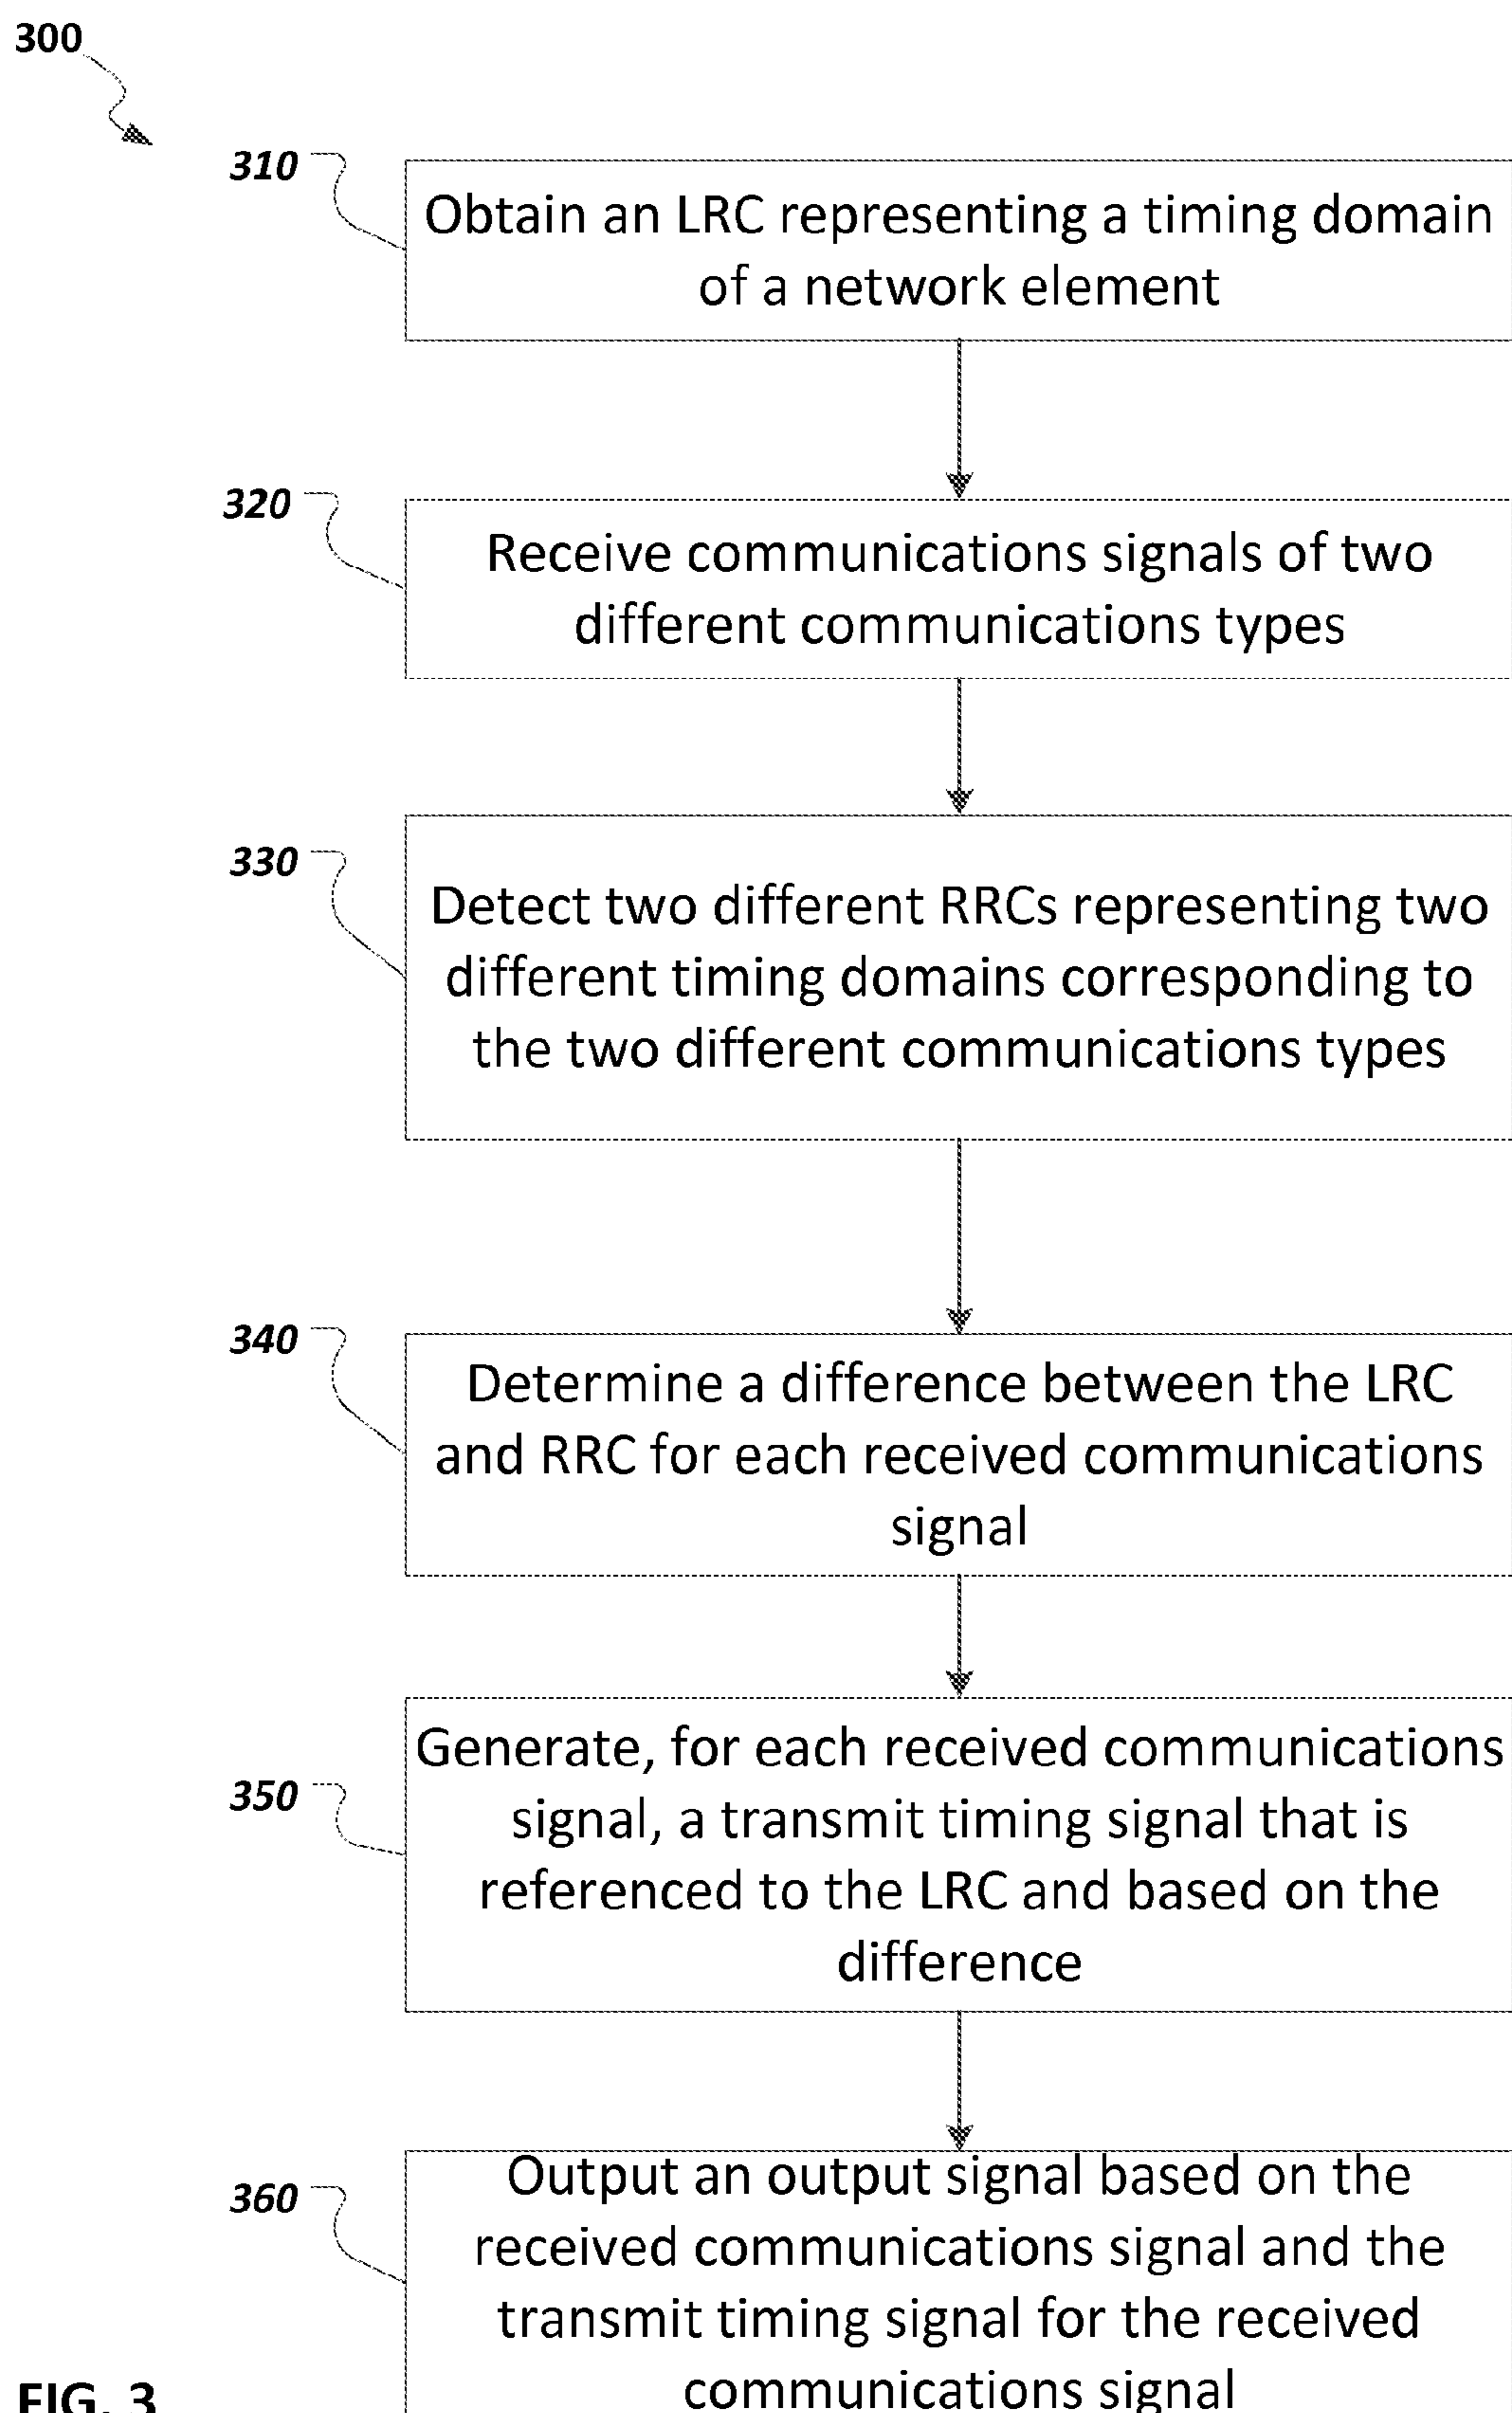 300
310
Obtain an LRC representing a timing domain
of a network element
320
Receive communications signals of two
different communications types
330
Detect two different RRCs representing two
different timing domains corresponding to
the two different communications types
340
Determine a difference between the LRC
and RRC for each received communications
signal
350
Generate, for each received communications
signal, a transmit timing signal that is
referenced to the LRC and based on the
difference
360
Output an output signal based on the
received communications signal and the
transmit timing signal for the received
communications signal
FIG. 3